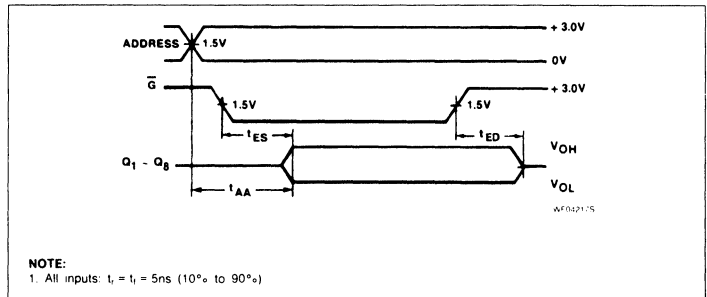 ADDRESS 1.5V + 3.0V
0V
G + 3.0V
1.5V 1.5V
tES tED
VOH
Q1 - Q8
VOL
tAA
WF04217S
NOTE:
1. All inputs: tr = tf = 5ns (10% to 90%)